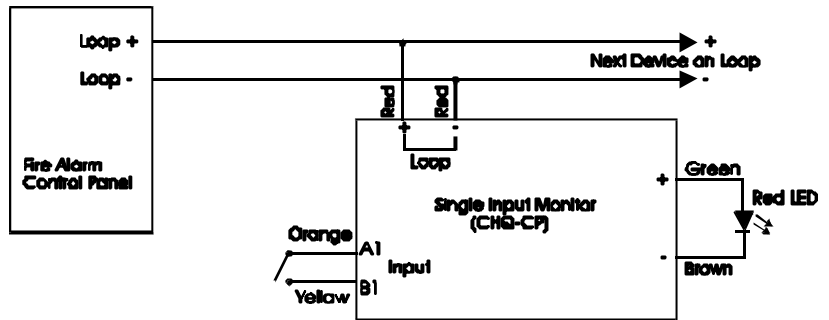 Loop +
Loop -
+
Next Device on Loop
-
Red
Red
+
-
Loop
Fire Alarm
Control Panel
Single Input Monitor
(CHQ-CP)
+
Green
Red LED
-
Brown
Orange
A1
Input
B1
Yellow